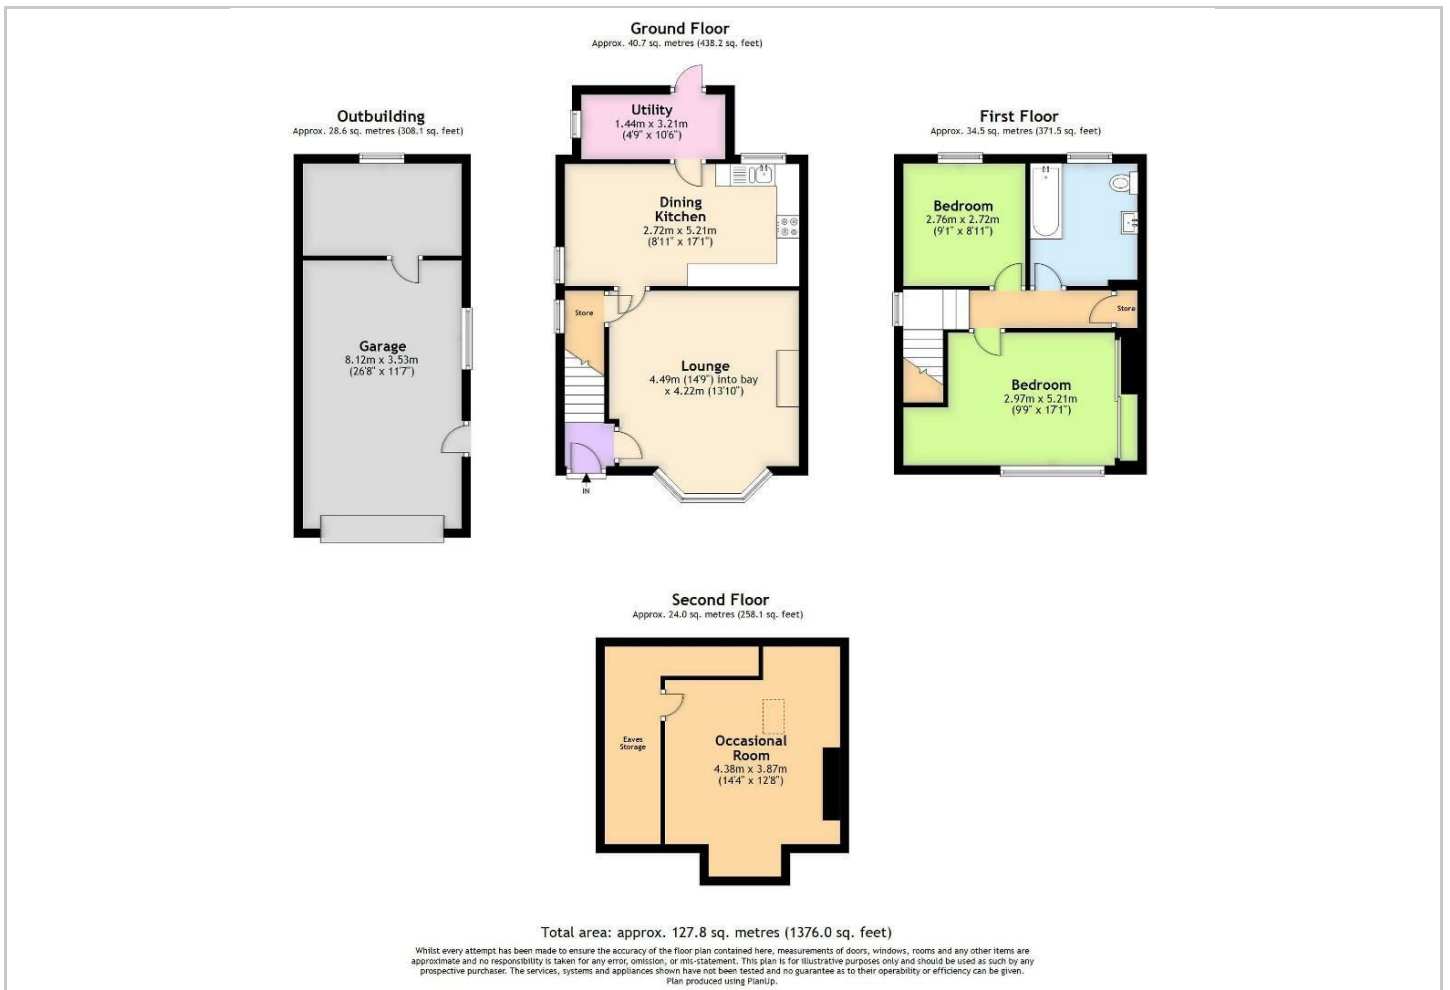 Ground Floor
Approx. 40.7 sq. metres (438.2 sq. feet)
Outbuilding
Approx. 28.6 sq. metres (308.1 sq. feet)
First Floor
Approx. 34.5 sq. metres (371.5 sq. feet)
Utility
1.44m x 3.21m
(4'9" x 10'6")
Dining
Kitchen
2.72m x 5.21m
(8'11" x 17'1")
Bedroom
2.76m x 2.72m
(9'1" x 8'11")
Store
Store
Garage
8.12m x 3.53m
(26'8" x 11'7")
Lounge
4.49m (14'9") into bay
x 4.22m (13'10")
Bedroom
2.97m x 5.21m
(9'9" x 17'1")
IN
Second Floor
Approx. 24.0 sq. metres (258.1 sq. feet)
Eaves
Storage
Occasional
Room
4.38m x 3.87m
(14'4" x 12'8")
Total area: approx. 127.8 sq. metres (1376.0 sq. feet)
Whilst every attempt has been made to ensure the accuracy of the floor plan contained here, measurements of doors, windows, rooms and any other items are
approximate and no responsibility is taken for any error, omission, or mis-statement. This plan is for illustrative purposes only and should be used as such by any
prospective purchaser. The services, systems and appliances shown have not been tested and no guarantee as to their operability or efficiency can be given.
Plan produced using PlanUp.